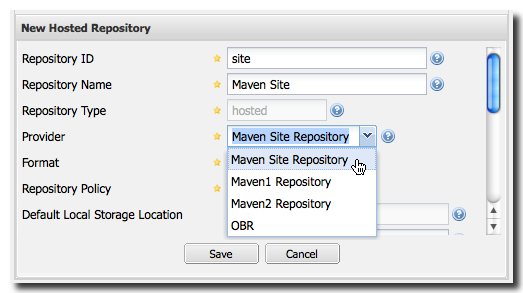 New Hosted Repository
Repository ID site
Repository Name Maven Site
Repository Type hosted
Provider Maven Site Repository
Format Maven Site Repository
Maven1 Repository
Repository Policy
Maven2 Repository
Default Local Storage Location
OBR
Save Cancel